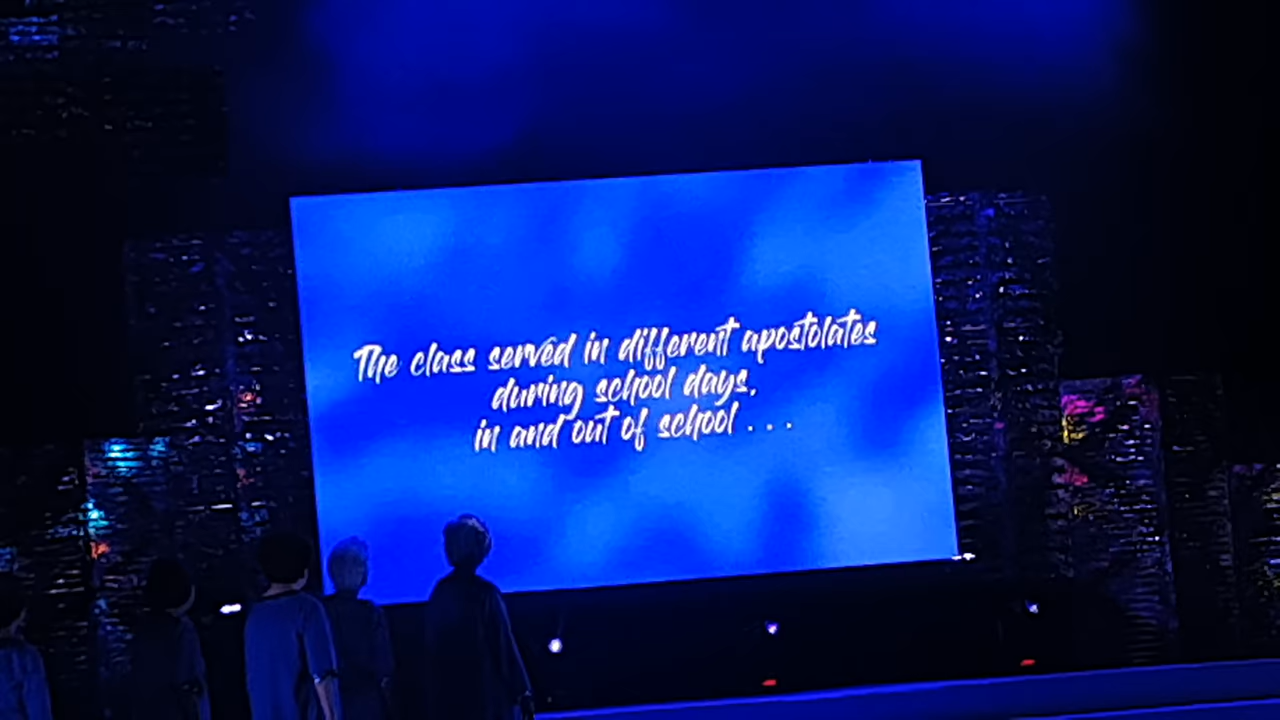 The class served in different apostolates
during school days,
in and out of school . . .